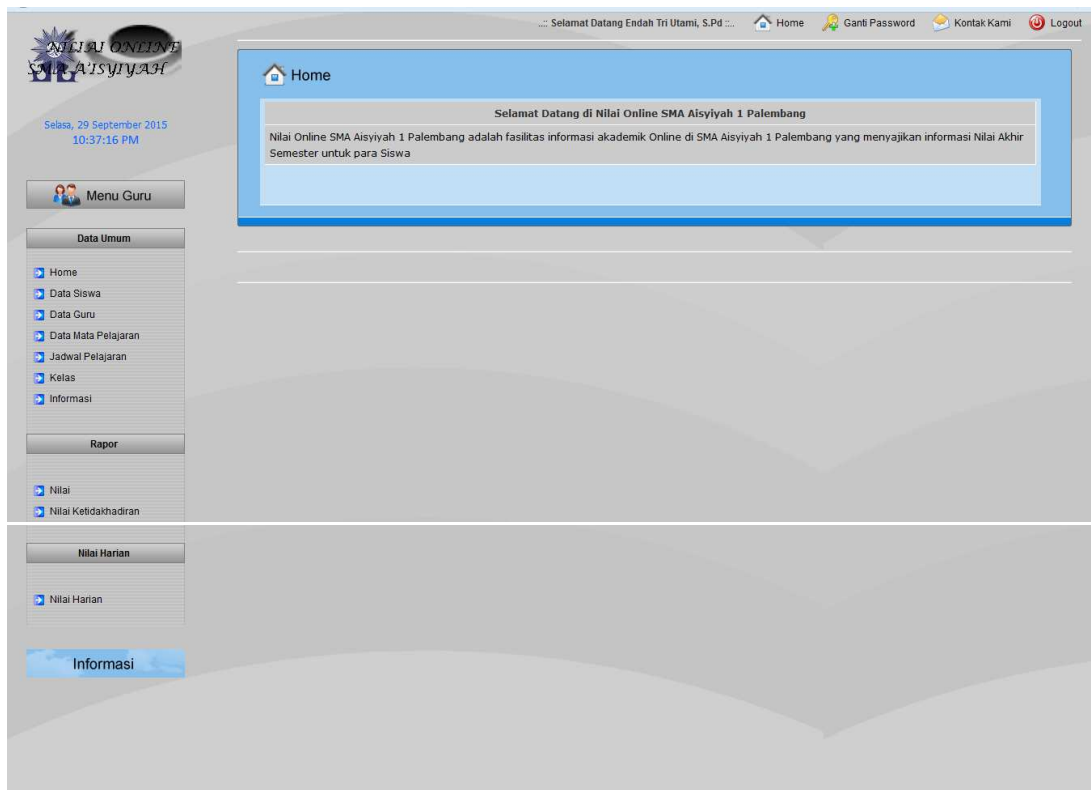 ..:: Selamat Datang Endah Tri Utami, S.Pd ::..
Home
Ganti Password
Kontak Kami
Logout
NILIAI ONLINE
SMA A'ISYIYAH
Selasa, 29 September 2015
10:37:16 PM
Menu Guru
Data Umum
Home
Data Siswa
Data Guru
Data Mata Pelajaran
Jadwal Pelajaran
Kelas
Informasi
Rapor
Nilai
Nilai Ketidakhadiran
Nilai Harian
Nilai Harian
Informasi
Home
Selamat Datang di Nilai Online SMA Aisyiyah 1 Palembang
Nilai Online SMA Aisyiyah 1 Palembang adalah fasilitas informasi akademik Online di SMA Aisyiyah 1 Palembang yang menyajikan informasi Nilai Akhir
Semester untuk para Siswa